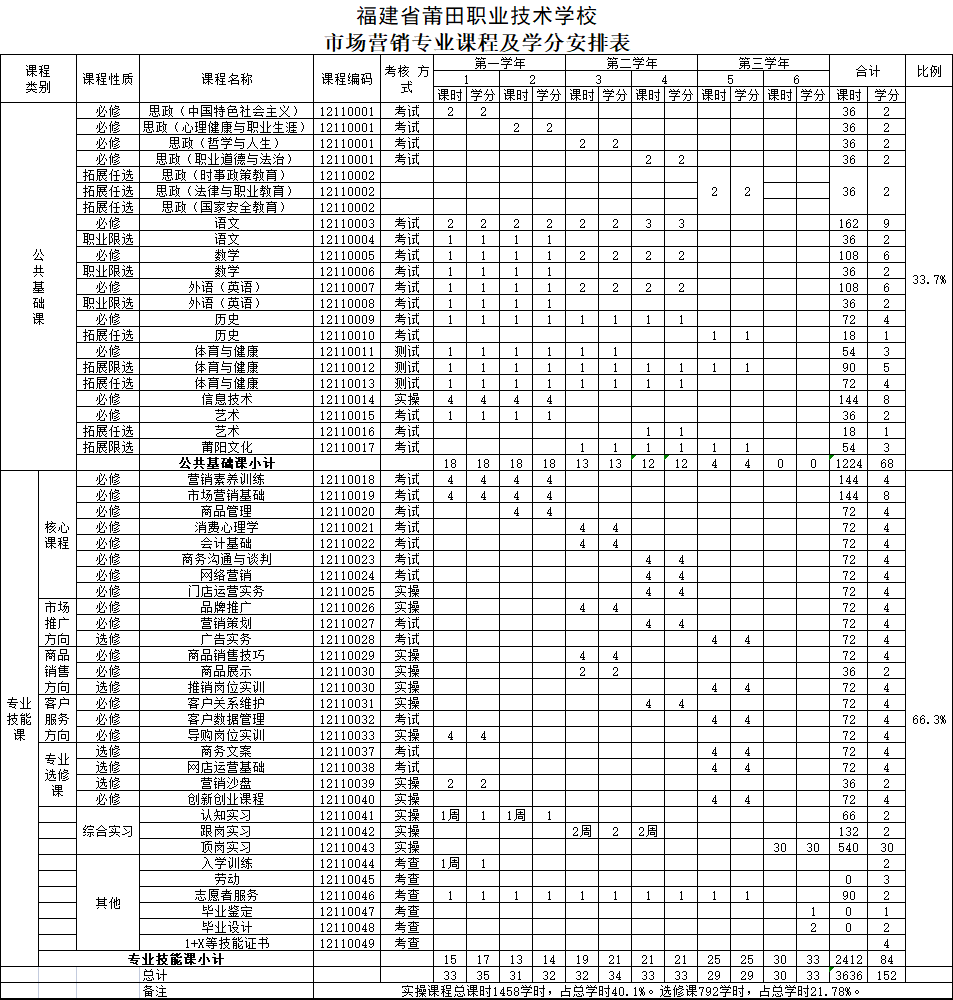 福建省莆田职业技术学校
市场营销专业课程及学分安排表
课程类别 课程性质 课程名称 课程编码 考核 方式 第一学年 第二学年 第三学年 合计 比例
1 2 3 4 5 6
课时 学分 课时 学分 课时 学分 课时 学分 课时 学分 课时 学分 课时 学分
公共基础课 33.7%
必修 思政（中国特色社会主义） 12110001 考试 2 2 36 2
必修 思政（心理健康与职业生涯） 12110001 考试 2 2 36 2
必修 思政（哲学与人生） 12110001 考试 2 2 36 2
必修 思政（职业道德与法治） 12110001 考试 2 2 36 2
拓展任选 思政（时事政策教育） 12110002
拓展任选 思政（法律与职业教育） 12110002 2 2 36 2
拓展任选 思政（国家安全教育） 12110002
必修 语文 12110003 考试 2 2 2 2 2 2 3 3 162 9
职业限选 语文 12110004 考试 1 1 1 1 36 2
必修 数学 12110005 考试 1 1 1 1 2 2 2 2 108 6
职业限选 数学 12110006 考试 1 1 1 1 36 2
必修 外语（英语） 12110007 考试 1 1 1 1 2 2 2 2 108 6
职业限选 外语（英语） 12110008 考试 1 1 1 1 36 2
必修 历史 12110009 考试 1 1 1 1 1 1 1 1 72 4
拓展任选 历史 12110010 考试 1 1 18 1
必修 体育与健康 12110011 测试 1 1 1 1 1 1 54 3
拓展限选 体育与健康 12110012 测试 1 1 1 1 1 1 1 1 1 1 90 5
拓展任选 体育与健康 12110013 测试 1 1 1 1 1 1 1 1 72 4
必修 信息技术 12110014 实操 4 4 4 4 144 8
必修 艺术 12110015 考试 1 1 1 1 36 2
拓展任选 艺术 12110016 考试 1 1 18 1
拓展限选 莆阳文化 12110017 考试 1 1 1 1 1 1 54 3
公共基础课小计 18 18 18 18 13 13 12 12 4 4 0 0 1224 68
专业技能课 66.3%
核心课程
必修 营销素养训练 12110018 考试 4 4 4 4 144 4
必修 市场营销基础 12110019 考试 4 4 4 4 144 8
必修 商品管理 12110020 考试 4 4 72 4
必修 消费心理学 12110021 考试 4 4 72 4
必修 会计基础 12110022 考试 4 4 72 4
必修 商务沟通与谈判 12110023 考试 4 4 72 4
必修 网络营销 12110024 考试 4 4 72 4
必修 门店运营实务 12110025 实操 4 4 72 4
市场推广方向
必修 品牌推广 12110026 实操 4 4 72 4
必修 营销策划 12110027 考试 4 4 72 4
选修 广告实务 12110028 考试 4 4 72 4
商品销售方向
必修 商品销售技巧 12110029 实操 4 4 72 4
必修 商品展示 12110030 实操 2 2 36 2
选修 推销岗位实训 12110030 实操 4 4 72 4
客户服务方向
必修 客户关系维护 12110031 实操 4 4 72 4
必修 客户数据管理 12110032 考试 4 4 72 4
必修 导购岗位实训 12110033 实操 4 4 72 4
专业选修课
选修 商务文案 12110037 考试 4 4 72 4
选修 网店运营基础 12110038 考试 4 4 72 4
选修 营销沙盘 12110039 实操 2 2 36 2
必修 创新创业课程 12110040 实操 4 4 72 4
综合实习
认知实习 12110041 实操 1周 1 1周 1 66 2
跟岗实习 12110042 实操 2周 2 2周 132 2
顶岗实习 12110043 实操 30 30 540 30
其他
入学训练 12110044 考查 1周 1 2
劳动 12110045 考查 0 3
志愿者服务 12110046 考查 1 1 1 1 1 1 1 1 1 1 90 2
毕业鉴定 12110047 考查 1 0 1
毕业设计 12110048 考查 2 0 2
1+X等技能证书 12110049 考查 4
专业技能课小计 15 17 13 14 19 21 21 21 25 25 30 33 2412 84
总计 33 35 31 32 32 34 33 33 29 29 30 33 3636 152
备注 实操课程总课时1458学时，占总学时40.1%。选修课792学时，占总学时21.78%。